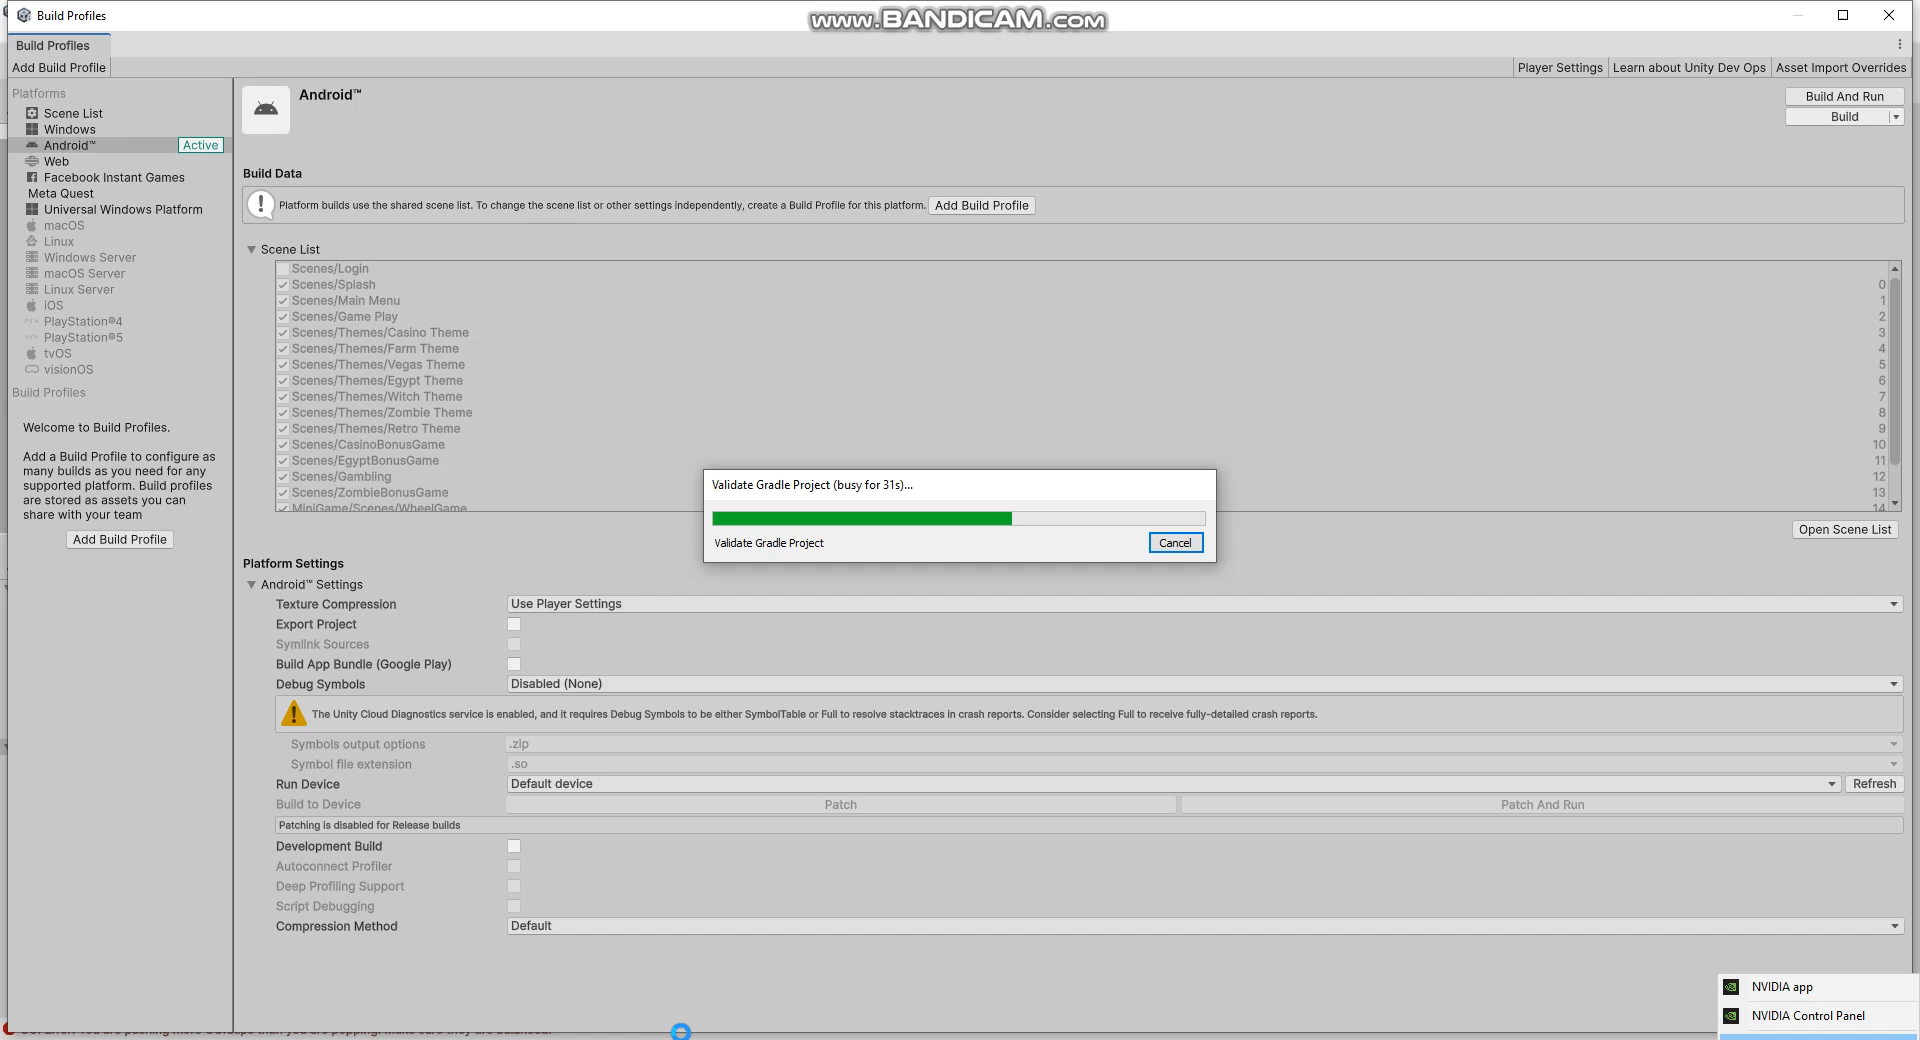 Build Profiles
www.BANDICAM.com
Build Profiles
Add Build Profile
Player Settings
Learn about Unity Dev Ops
Asset Import Overrides
Platforms
Scene List
Windows
Android™
Active
Web
Facebook Instant Games
Meta Quest
Universal Windows Platform
macOS
Linux
Windows Server
macOS Server
Linux Server
iOS
PlayStation®4
PlayStation®5
tvOS
visionOS
Build Profiles
Welcome to Build Profiles.
Add a Build Profile to configure as
many builds as you need for any
supported platform. Build profiles
are stored as assets you can
share with your team
Add Build Profile
Android™
Build And Run
Build
Build Data
Platform builds use the shared scene list. To change the scene list or other settings independently, create a Build Profile for this platform.
Add Build Profile
Scene List
Scenes/Login
Scenes/Splash 0
Scenes/Main Menu 1
Scenes/Game Play 2
Scenes/Themes/Casino Theme 3
Scenes/Themes/Farm Theme 4
Scenes/Themes/Vegas Theme 5
Scenes/Themes/Egypt Theme 6
Scenes/Themes/Witch Theme 7
Scenes/Themes/Zombie Theme 8
Scenes/Themes/Retro Theme 9
Scenes/CasinoBonusGame 10
Scenes/EgyptBonusGame 11
Scenes/Gambling 12
Scenes/ZombieBonusGame 13
MiniGame/Scenes/WheelGame 14
Open Scene List
Validate Gradle Project (busy for 31s)...
Validate Gradle Project
Cancel
Platform Settings
Android™ Settings
Texture Compression
Use Player Settings
Export Project
Symlink Sources
Build App Bundle (Google Play)
Debug Symbols
Disabled (None)
The Unity Cloud Diagnostics service is enabled, and it requires Debug Symbols to be either SymbolTable or Full to resolve stacktraces in crash reports. Consider selecting Full to receive fully-detailed crash reports.
Symbols output options
.zip
Symbol file extension
.so
Run Device
Default device
Refresh
Build to Device
Patch
Patch And Run
Patching is disabled for Release builds
Development Build
Autoconnect Profiler
Deep Profiling Support
Script Debugging
Compression Method
Default
NVIDIA app
NVIDIA Control Panel